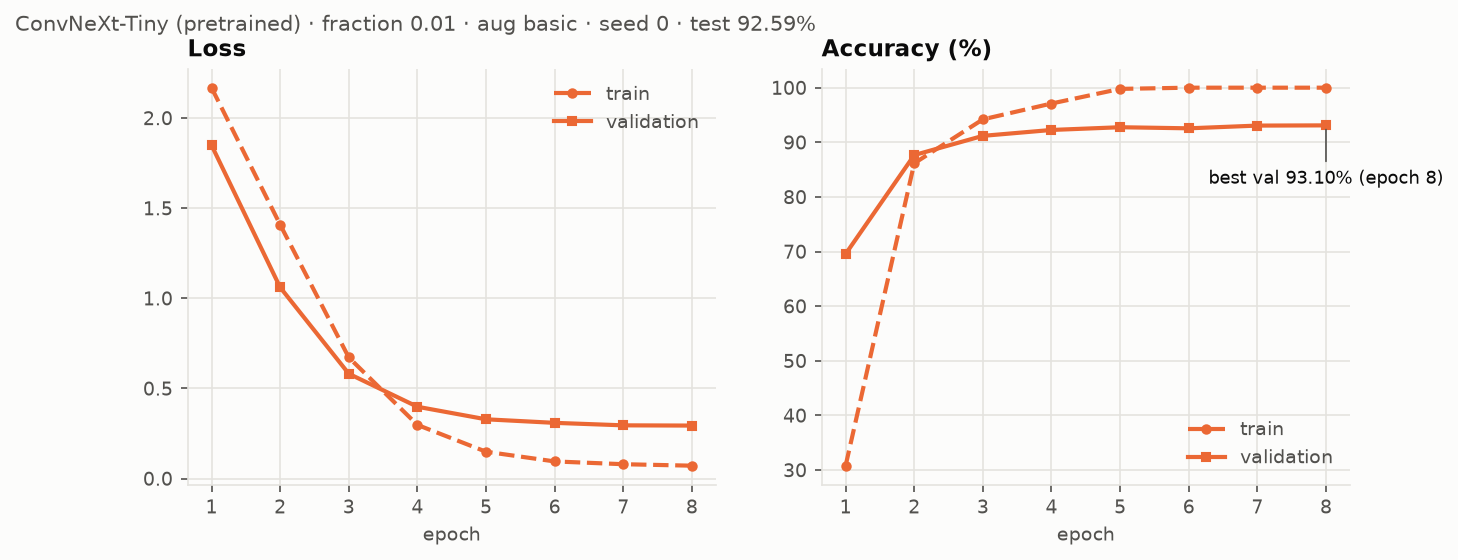 ConvNeXt-Tiny (pretrained) · fraction 0.01 · aug basic · seed 0 · test 92.59%
Loss
train
validation
2.0
1.5
1.0
0.5
0.0
1 2 3 4 5 6 7 8
epoch
Accuracy (%)
100
90
80
70
60
50
40
30
best val 93.10% (epoch 8)
train
validation
1 2 3 4 5 6 7 8
epoch